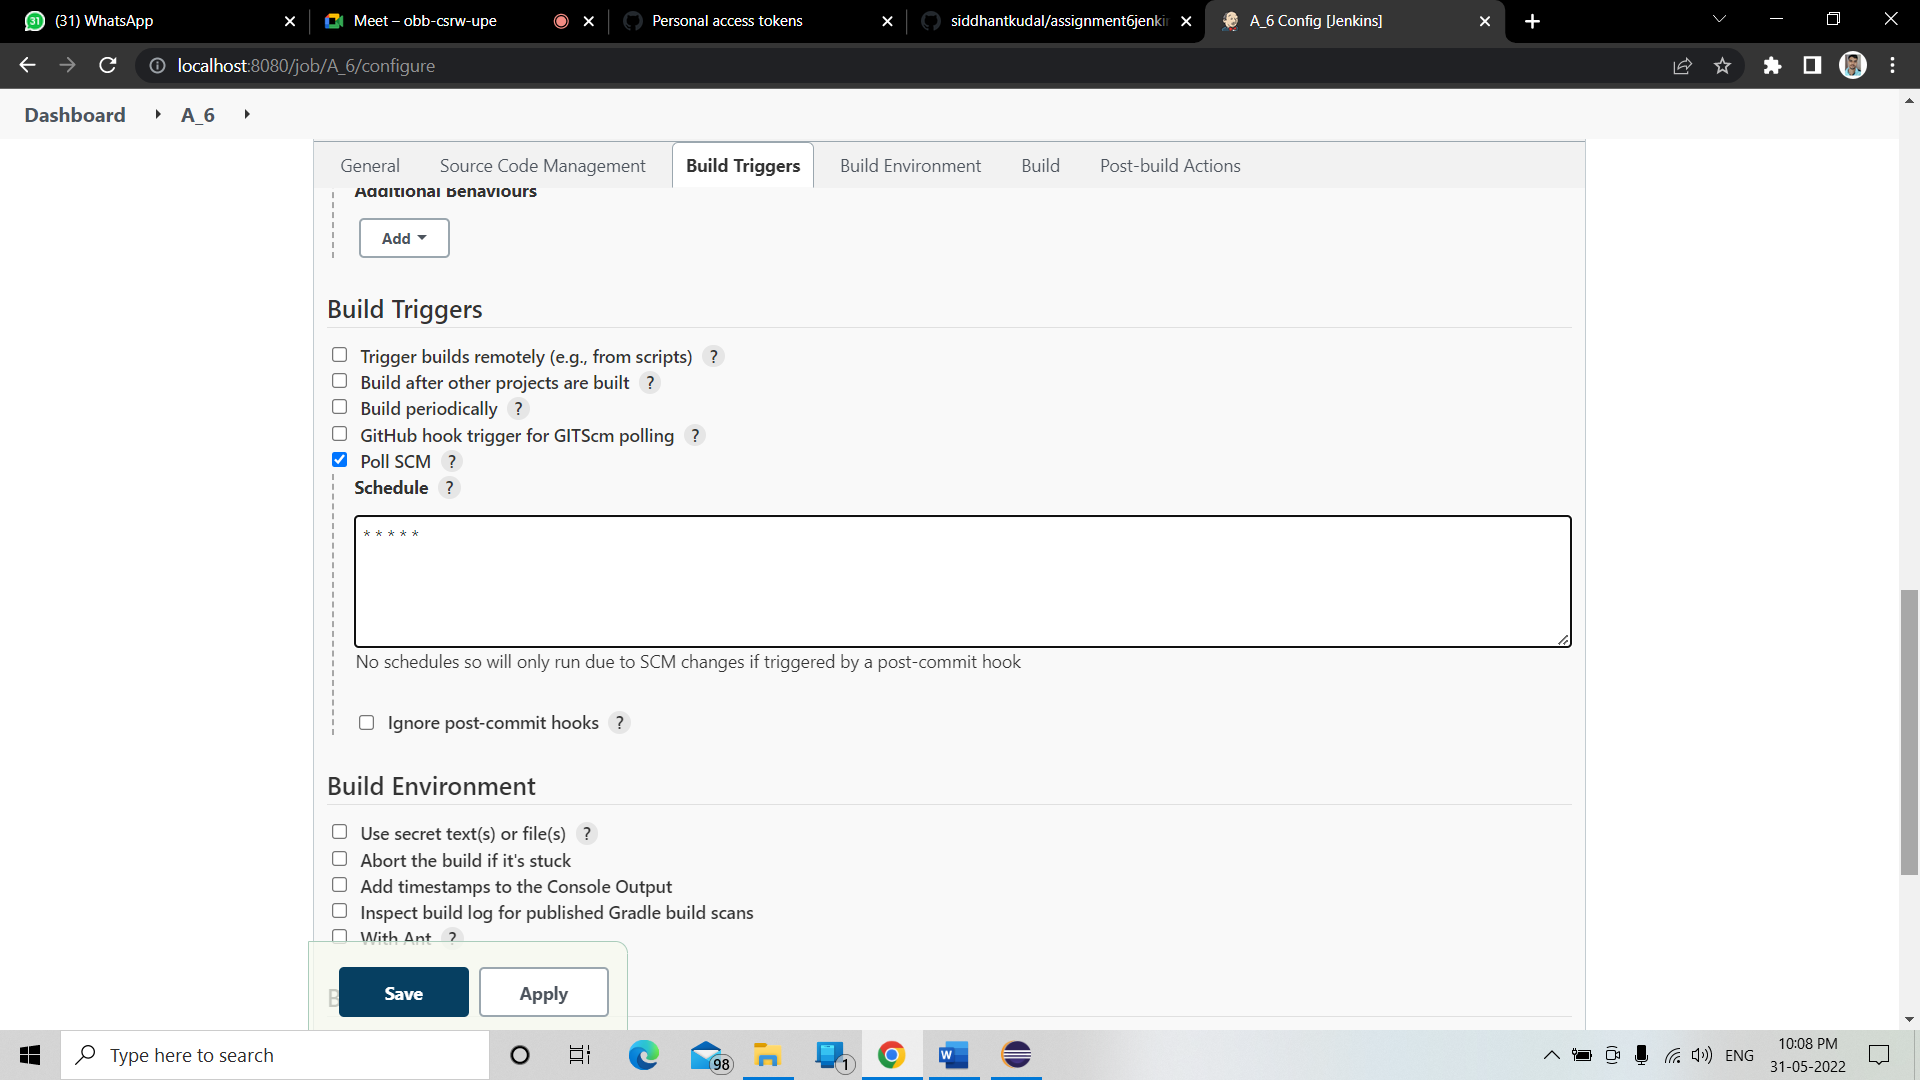 31 (31) WhatsApp
Meet – obb-csrw-upe
Personal access tokens
siddhantkudal/assignment6jenki
A_6 Config [Jenkins]
localhost:8080/job/A_6/configure
Dashboard A_6
General Source Code Management Build Triggers Build Environment Build Post-build Actions
Additional Behaviours
Add
Build Triggers
Trigger builds remotely (e.g., from scripts) ?
Build after other projects are built ?
Build periodically ?
GitHub hook trigger for GITScm polling ?
Poll SCM ?
Schedule ?
* * * * *
No schedules so will only run due to SCM changes if triggered by a post-commit hook
Ignore post-commit hooks ?
Build Environment
Use secret text(s) or file(s) ?
Abort the build if it's stuck
Add timestamps to the Console Output
Inspect build log for published Gradle build scans
With Ant ?
B
Save Apply
Type here to search
98
1
W
ENG
10:08 PM
31-05-2022